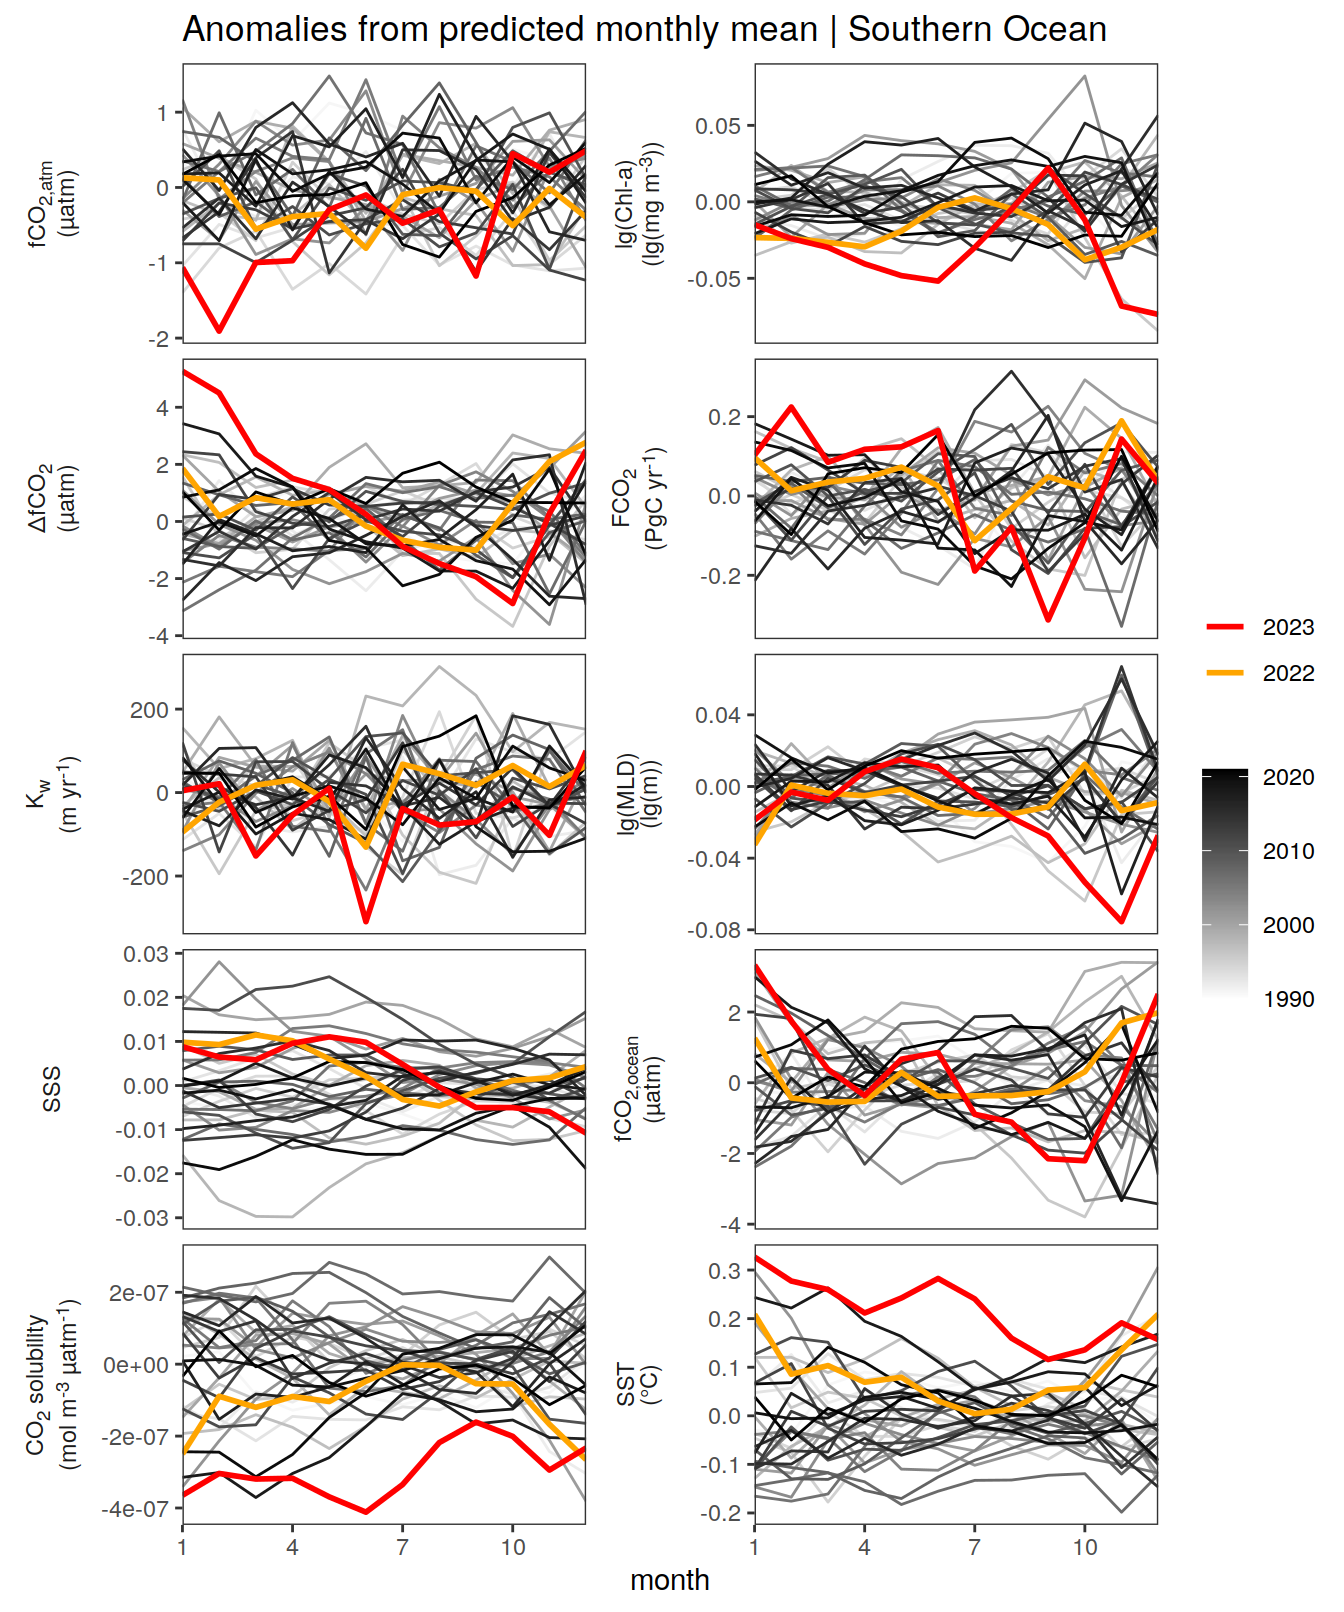 Anomalies from predicted monthly mean | Southern Ocean
fCO2,atm
(µatm)
1
0
-1
-2
lg(Chl-a)
(lg(mg m-3))
0.05
0.00
-0.05
ΔfCO2
(µatm)
4
2
0
-2
-4
FCO2
(PgC yr-1)
0.2
0.0
-0.2
Kw
(m yr-1)
200
0
-200
lg(MLD)
(lg(m))
0.04
0.00
-0.04
-0.08
SSS
0.03
0.02
0.01
0.00
-0.01
-0.02
-0.03
fCO2,ocean
(µatm)
2
0
-2
-4
CO2 solubility
(mol m-3 µatm-1)
2e-07
0e+00
-2e-07
-4e-07
1
4
7
10
SST
(°C)
0.3
0.2
0.1
0.0
-0.1
-0.2
1
4
7
10
month
2023
2022
2020
2010
2000
1990